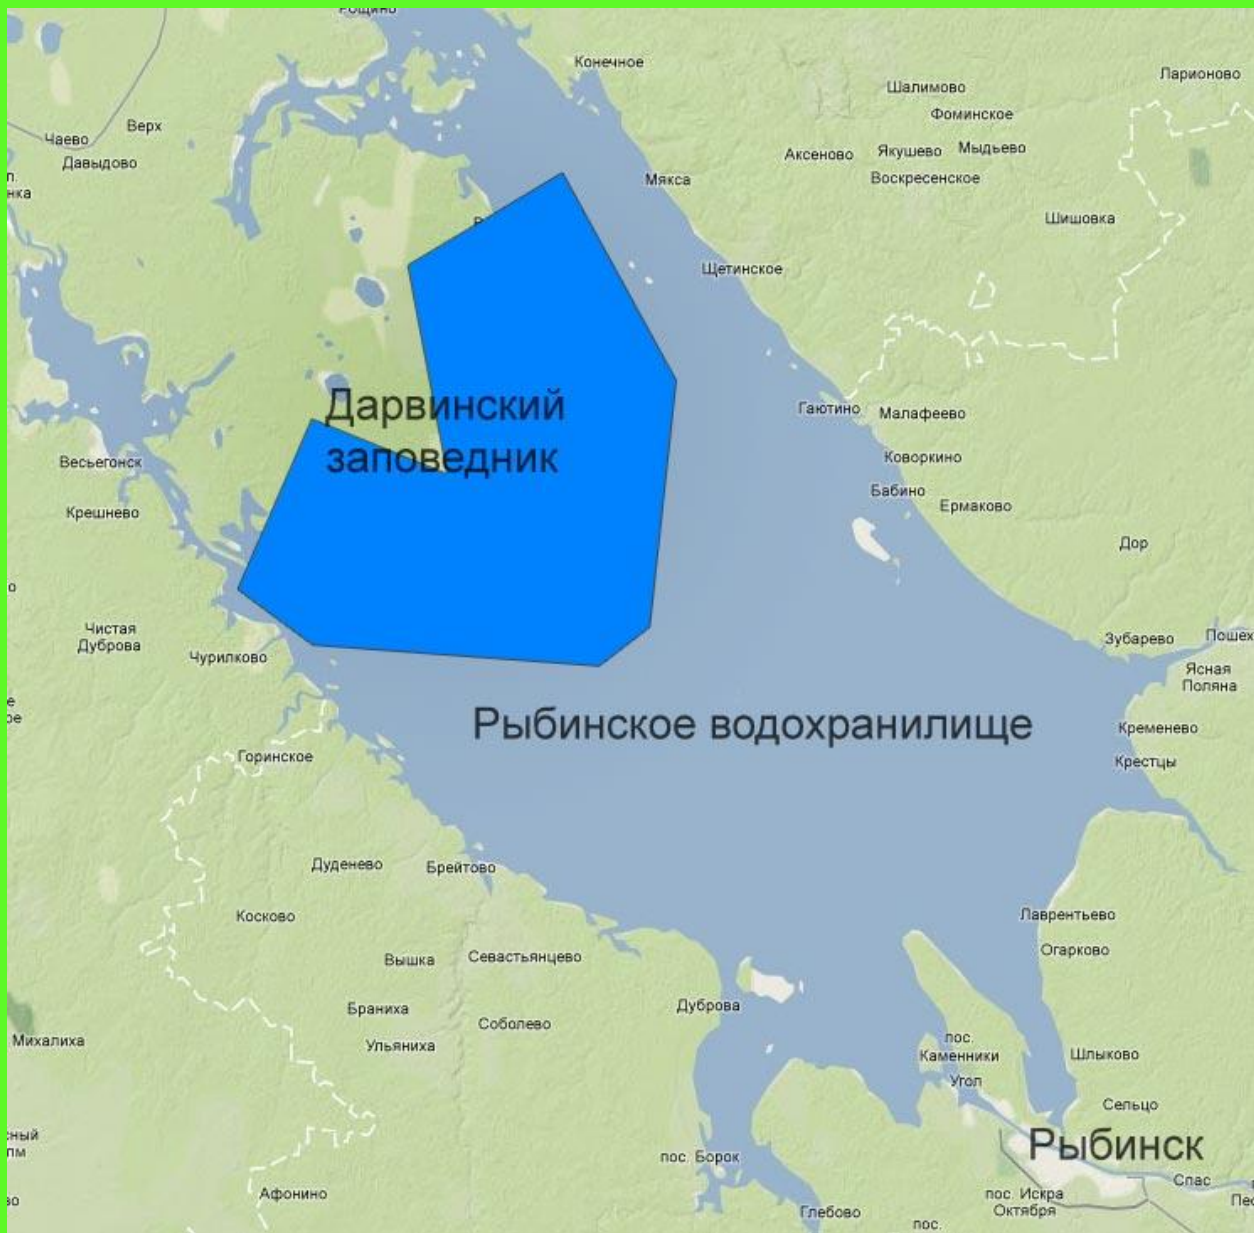 Рощино
Конечное
Ларионово
Шалимово
Фоминское
Верх
Чаево
Давыдово
Аксеново
Якушево
Мыдьево
Мякса
Воскресенское
Шишовка
Щетинское
Дарвинский
заповедник
Гаютино
Малафеево
Весьегонск
Коворкино
Бабино
Ермаково
Крешнево
Дор
Чистая
Дуброва
Чурилково
Зубарево
Пошех
Ясная
Поляна
Рыбинское водохранилище
Кременево
Горинское
Крестцы
Дуденево
Брейтово
Косково
Лаврентьево
Огарково
Вышка
Севастьянцево
Браниха
Дуброва
Соболево
Михалиха
Ульяниха
пос.
Каменники
Шлыково
Угол
Сельцо
Рыбинск
пос. Борок
Спас
Афонино
пос. Искра
Октября
Глебово
пос.